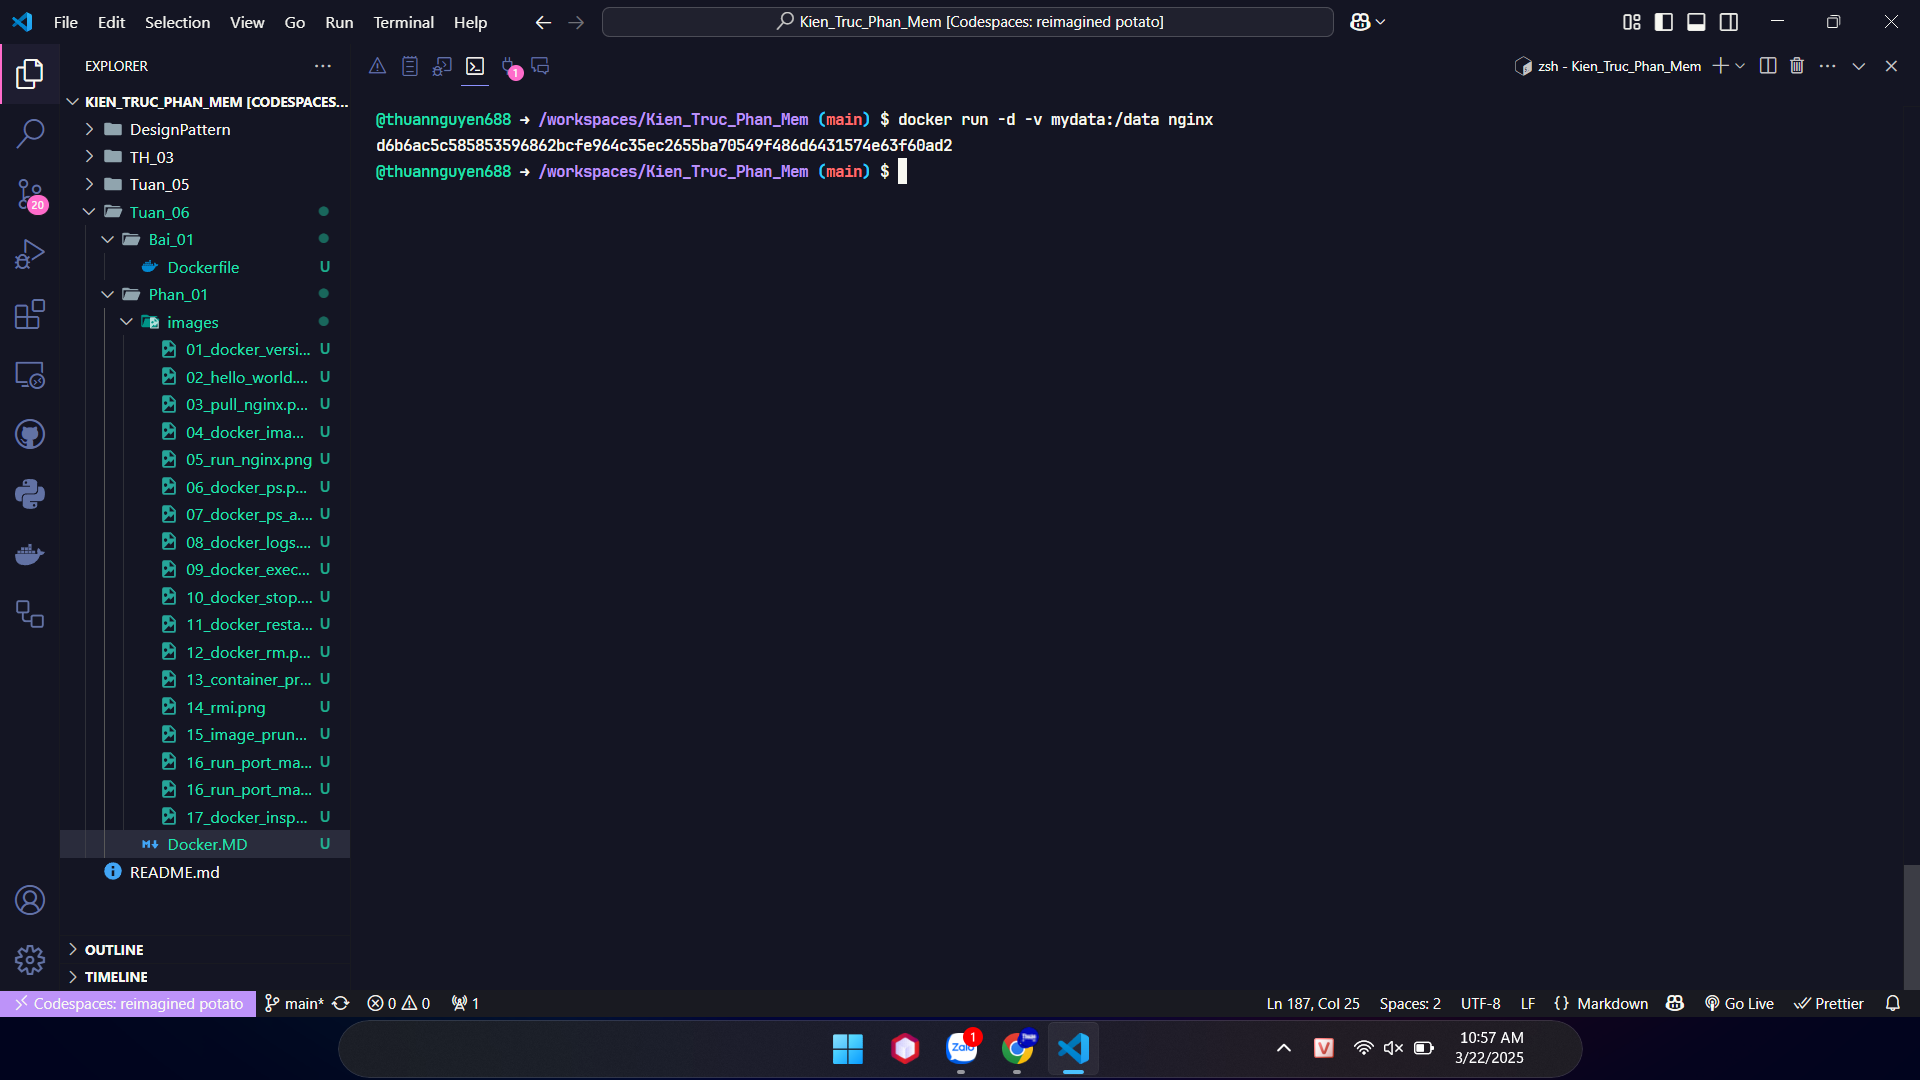 File Edit Selection View Go Run Terminal Help
Kien_Truc_Phan_Mem [Codespaces: reimagined potato]
EXPLORER
KIEN_TRUC_PHAN_MEM [CODESPACES...
DesignPattern
TH_03
Tuan_05
Tuan_06
Bai_01
Dockerfile U
Phan_01
images
01_docker_versi... U
02_hello_world.... U
03_pull_nginx.p... U
04_docker_ima... U
05_run_nginx.png U
06_docker_ps.p... U
07_docker_ps_a.... U
08_docker_logs.... U
09_docker_exec... U
10_docker_stop.... U
11_docker_resta... U
12_docker_rm.p... U
13_container_pr... U
14_rmi.png U
15_image_prun... U
16_run_port_ma... U
16_run_port_ma... U
17_docker_insp... U
Docker.MD U
README.md
OUTLINE
TIMELINE
20
1
zsh - Kien_Truc_Phan_Mem
@thuannguyen688 → /workspaces/Kien_Truc_Phan_Mem (main) $ docker run -d -v mydata:/data nginx
d6b6ac5c585853596862bcfe964c35ec2655ba70549f486d6431574e63f60ad2
@thuannguyen688 → /workspaces/Kien_Truc_Phan_Mem (main) $
Codespaces: reimagined potato main* 0 0 1
Ln 187, Col 25 Spaces: 2 UTF-8 LF {} Markdown Go Live Prettier
Zalo 1
V
10:57 AM
3/22/2025